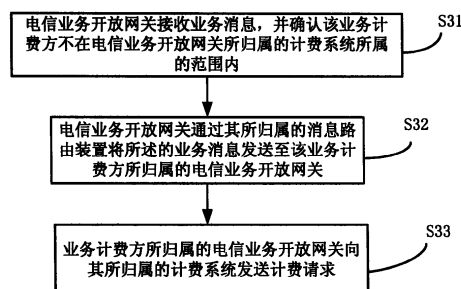 电信业务开放网关接收业务消息，并确认该业务计
费方不在电信业务开放网关所归属的计费系统所属
的范围内
S31
电信业务开放网关通过其所归属的消息路
由装置将所述的业务消息发送至该业务计
费方所归属的电信业务开放网关
S32
业务计费方所归属的电信业务开放网关向
其所归属的计费系统发送计费请求
S33